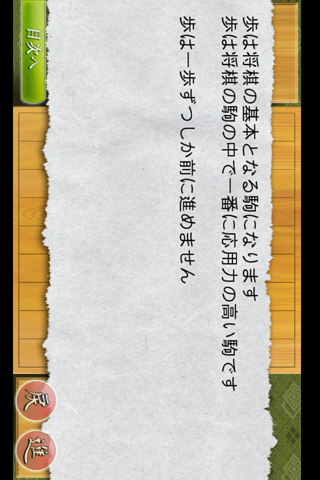 歩は将棋の基本となる駒になります
歩は将棋の駒の中で一番に応用力の高い駒です
歩は一歩ずつしか前に進めません
目次へ
戻
進